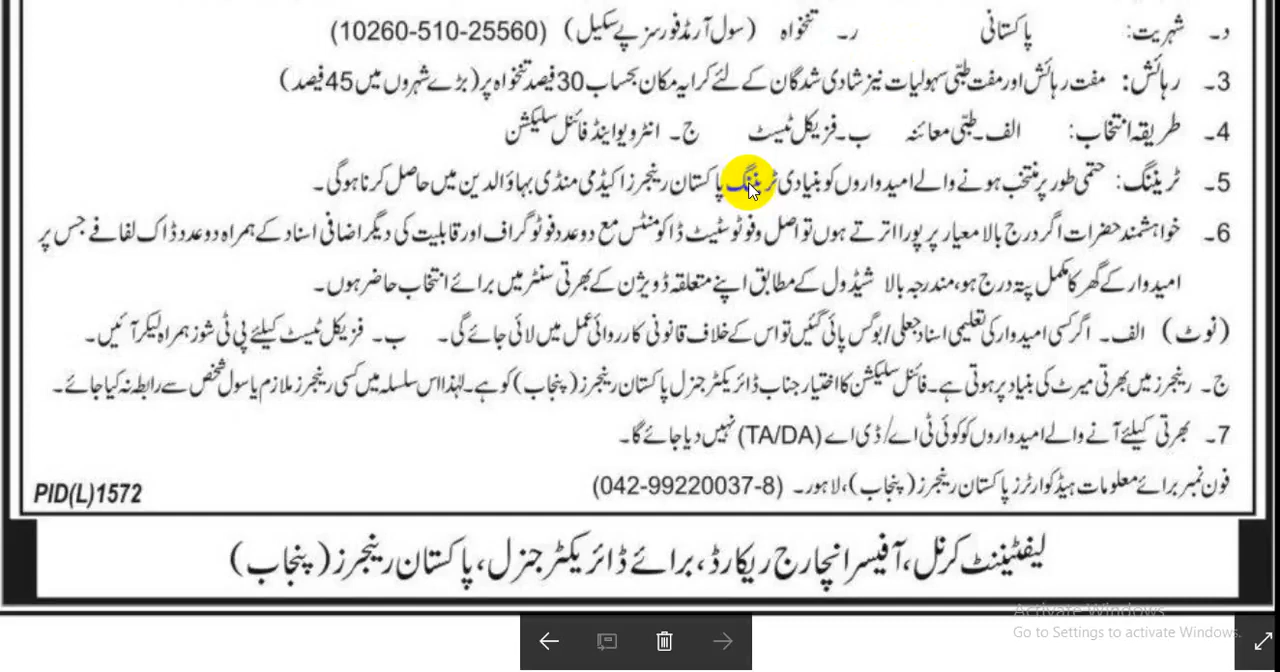 د۔ شہریت: پاکستانی ر۔ تنخواہ (سول آرمڈ فورسز پے سکیل) (10260-510-25560)
3۔ رہائش: مفت رہائش اور مفت طبّی سہولیات نیز شادی شدگان کے لئے کرایہ مکان بحساب 30 فیصد تنخواہ پر (بڑے شہروں میں 45 فیصد)
4۔ طریقہ انتخاب: الف۔ طبّی معائنہ ب۔ فزیکل ٹیسٹ ج۔ انٹرویو اینڈ فائنل سلیکشن
5۔ ٹریننگ: حتمی طور پر منتخب ہونے والے امیدواروں کو بنیادی ٹریننگ پاکستان رینجرز اکیڈمی منڈی بہاؤالدین میں حاصل کرنا ہوگی۔
6۔ خواہشمند حضرات اگر درج بالا معیار پر پورا اترتے ہوں تو اصل و فوٹو سٹیٹ ڈاکومنٹس مع دو عدد فوٹوگراف اور قابلیت کی دیگر اضافی اسناد کے ہمراہ دو عدد ڈاک لفافے جس پر
امیدوار کے گھر کا مکمل پتہ درج ہو، مندرجہ بالا شیڈول کے مطابق اپنے متعلقہ ڈویژن کے بھرتی سنٹر میں برائے انتخاب حاضر ہوں۔
(نوٹ) الف۔ اگر کسی امیدوار کی تعلیمی اسناد جعلی/بوگس پائی گئیں تو اس کے خلاف قانونی کارروائی عمل میں لائی جائے گی۔ ب۔ فزیکل ٹیسٹ کیلئے پی ٹی شوز ہمراہ لیکر آئیں۔
ج۔ رینجرز میں بھرتی میرٹ کی بنیاد پر ہوتی ہے۔ فائنل سلیکشن کا اختیار جناب ڈائریکٹر جنرل پاکستان رینجرز (پنجاب) کو ہے۔ لہٰذا اس سلسلہ میں کسی رینجرز ملازم یا سول شخص سے رابطہ نہ کیا جائے۔
7۔ بھرتی کیلئے آنے والے امیدواروں کو کوئی ٹی اے/ڈی اے (TA/DA) نہیں دیا جائے گا۔
فون نمبر برائے معلومات ہیڈ کوارٹرز پاکستان رینجرز (پنجاب)، لاہور۔ (042-99220037-8)
PID(L)1572
لیفٹیننٹ کرنل، آفیسر انچارج ریکارڈ، برائے ڈائریکٹر جنرل، پاکستان رینجرز (پنجاب)
Activate Windows
Go to Settings to activate Windows.